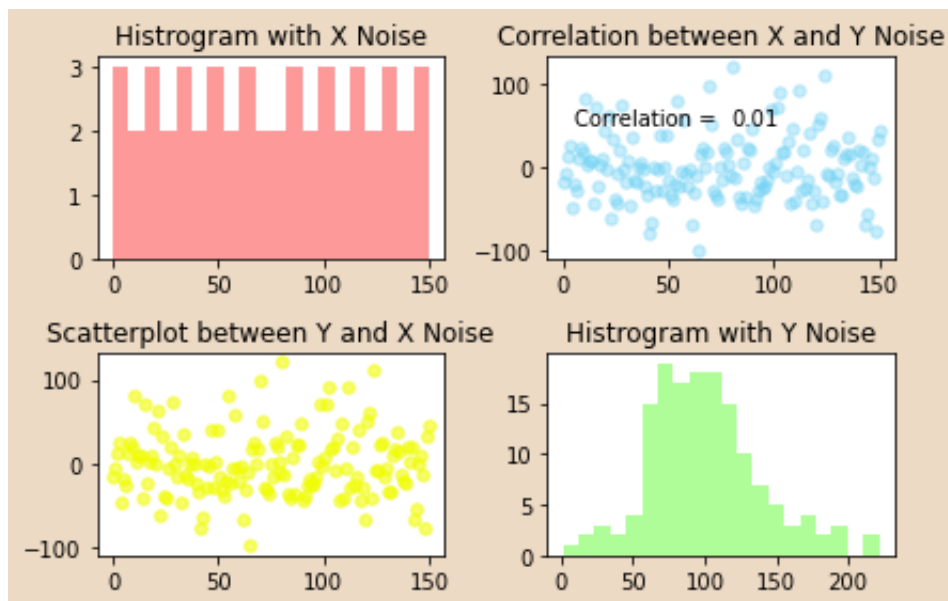 Histrogram with X Noise
3
2
1
0
0 50 100 150
Correlation between X and Y Noise
100
Correlation = 0.01
0
−100
0 50 100 150
Scatterplot between Y and X Noise
100
0
−100
0 50 100 150
Histrogram with Y Noise
15
10
5
0
0 50 100 150 200